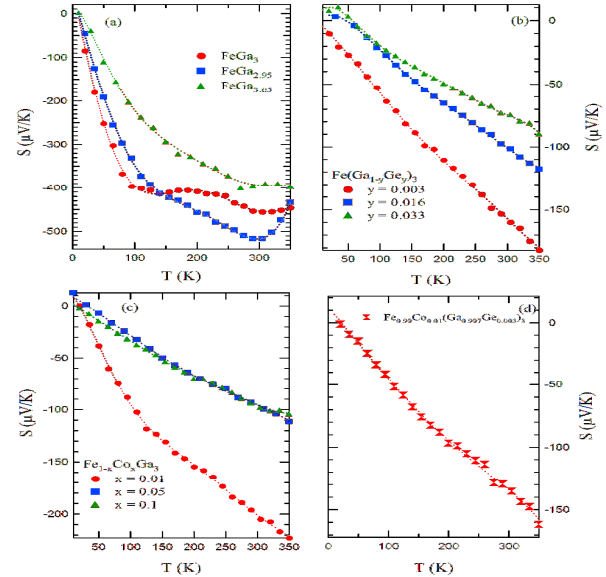 (a)
FeGa3
FeGa2.95
FeGa3.03
S (µV/K)
0
-100
-200
-300
-400
-500
0 100 200 300
T (K)
(b)
Fe(Ga1-yGey)3
y = 0.003
y = 0.016
y = 0.033
S (µV/K)
0
-50
-100
-150
50 100 150 200 250 300 350
T (K)
(c)
Fe1-xCoxGa3
x = 0.01
x = 0.05
x = 0.1
S (µV/K)
0
-50
-100
-150
-200
50 100 150 200 250 300 350
T (K)
(d)
Fe0.99Co0.01(Ga0.997Ge0.003)3
S (µV/K)
0
-50
-100
-150
0 100 200 300
T (K)